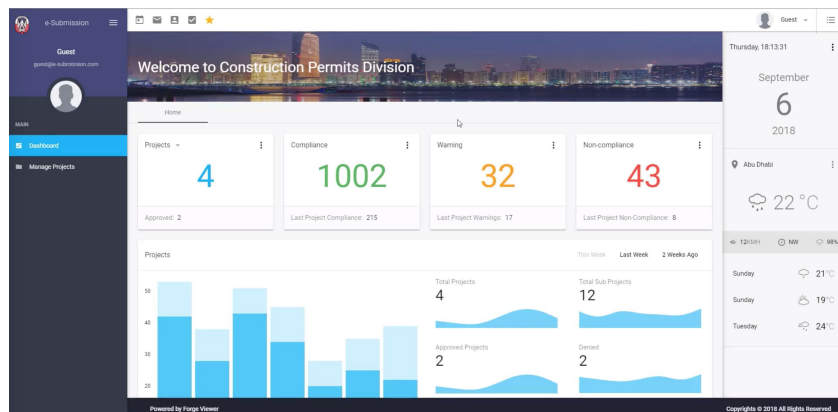 e-Submission
Guest
guest@e-submission.com
MAIN
Dashboard
Manage Projects
Guest
Welcome to Construction Permits Division
Home
Projects
4
Approved: 2
Compliance
1002
Last Project Compliance: 215
Warning
32
Last Project Warnings: 17
Non-compliance
43
Last Project Non-Compliance: 8
Projects
This Week Last Week 2 Weeks Ago
50
40
30
20
Total Projects
4
Total Sub Projects
12
Approved Projects
2
Denied
2
Thursday, 18:13:31
September
6
2018
Abu Dhabi
22°C
12KMH NW 98%
Sunday 21°C
Sunday 19°C
Tuesday 24°C
Powered by Forge Viewer
Copyrights © 2018 All Rights Reserved